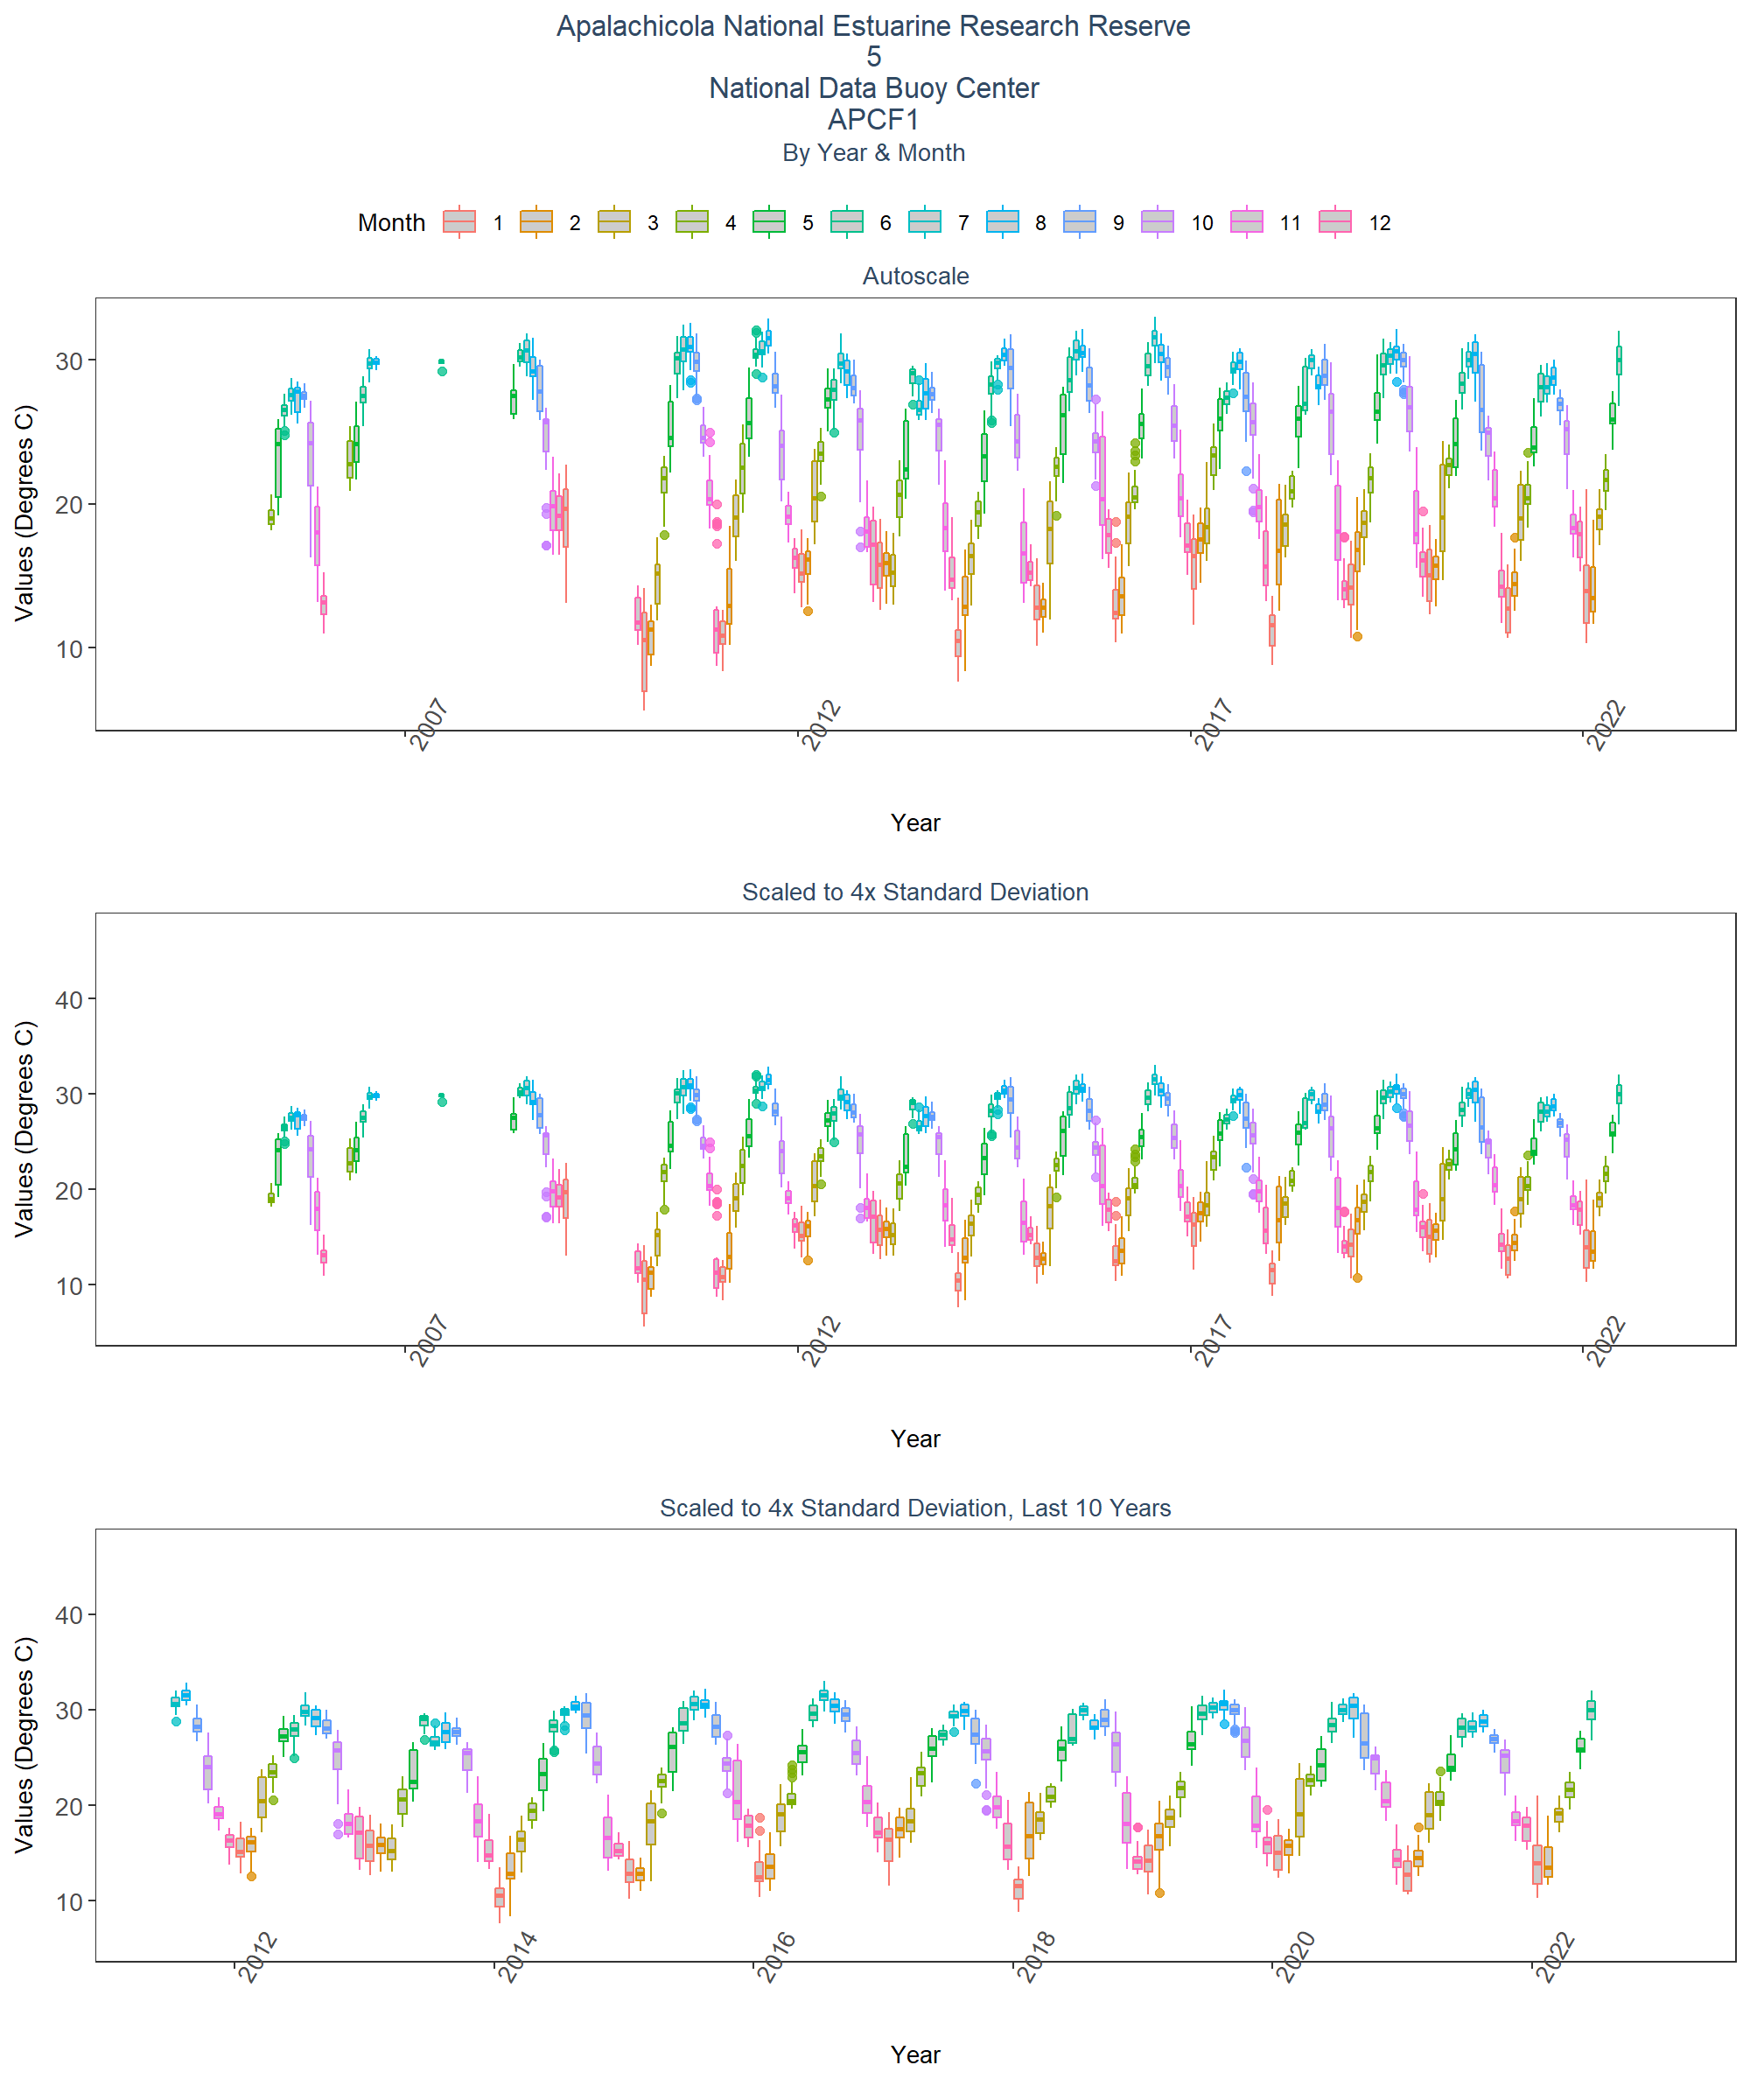 Apalachicola National Estuarine Research Reserve
5
National Data Buoy Center
APCF1
By Year & Month
Month 1 2 3 4 5 6 7 8 9 10 11 12
Autoscale
Values (Degrees C)
30
20
10
2007 2012 2017 2022
Year
Scaled to 4x Standard Deviation
Values (Degrees C)
40
30
20
10
2007 2012 2017 2022
Year
Scaled to 4x Standard Deviation, Last 10 Years
Values (Degrees C)
40
30
20
10
2012 2014 2016 2018 2020 2022
Year